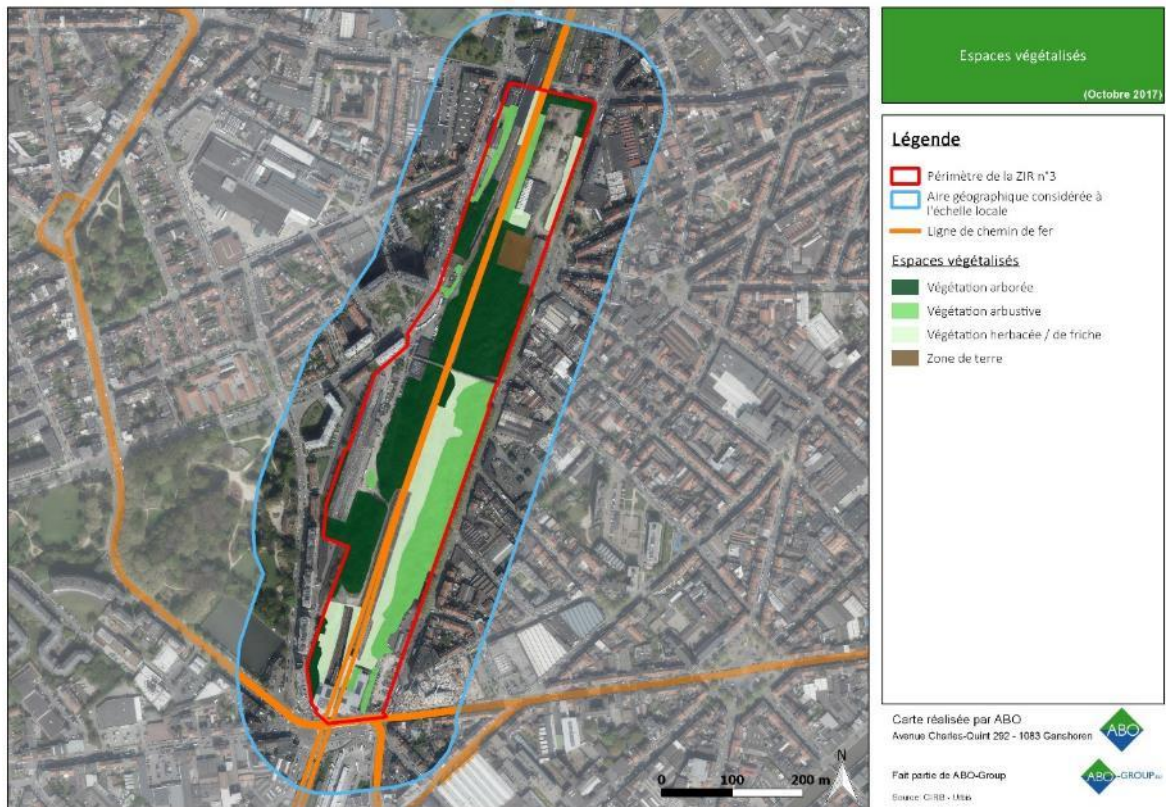 Espaces végétalisés
(Octobre 2017)
Légende
Périmètre de la ZIR n°3
Aire géographique considérée à
l'échelle locale
Ligne de chemin de fer
Espaces végétalisés
Végétation arborée
Végétation arbustive
Végétation herbacée / de friche
Zone de terre
N
0 100 200 m
Carte réalisée par ABO
Avenue Charles-Quint 292 - 1083 Ganshoren
ABO
Fait partie de ABO-Group
ABO-GROUP
Source: CIRB - Urbis